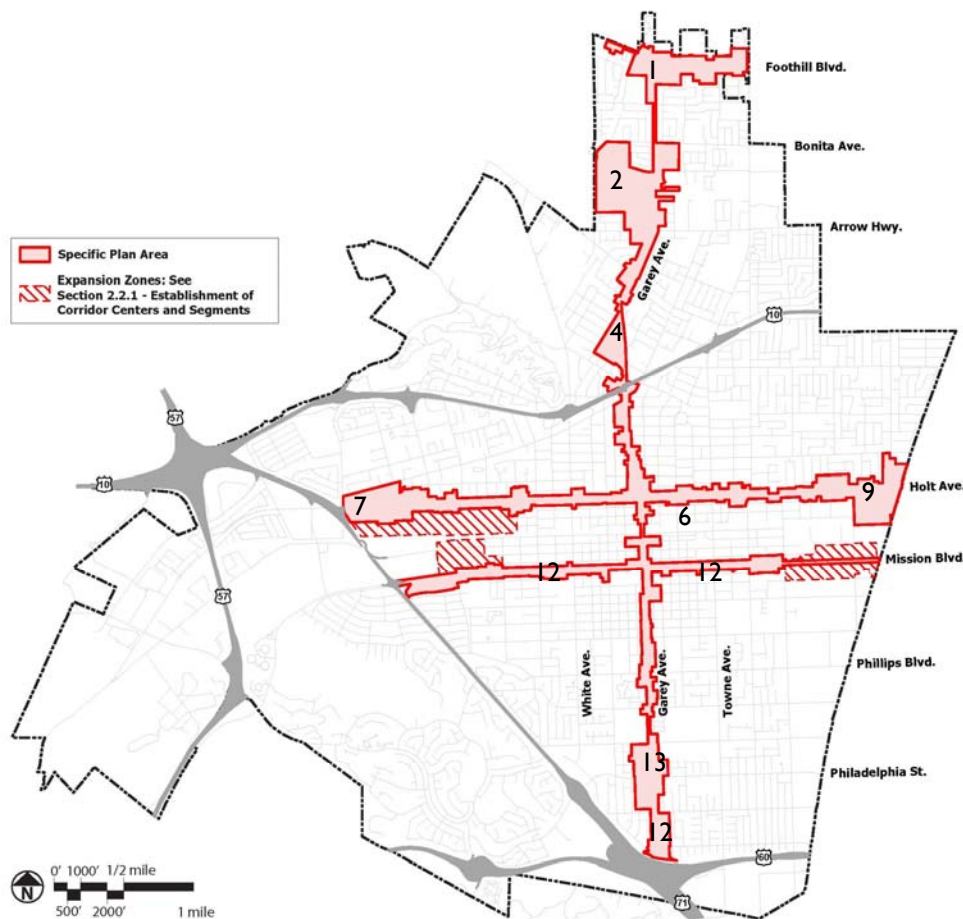 1
Foothill Blvd.
Bonita Ave.
2
Arrow Hwy.
Specific Plan Area
Expansion Zones: See
Section 2.2.1 - Establishment of
Corridor Centers and Segments
Garey Ave.
10
4
57
10
7
9
Holt Ave.
6
12
12
Mission Blvd.
57
White Ave.
Garey Ave.
Towne Ave.
Phillips Blvd.
13
Philadelphia St.
12
60
71
N
0' 1000' 1/2 mile
500' 2000' 1 mile